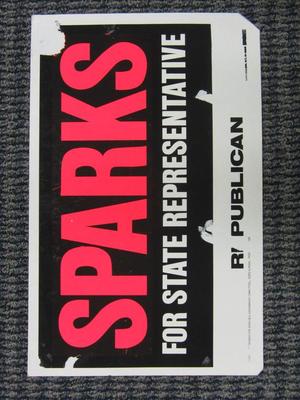 SPARKS
FOR STATE REPRESENTATIVE
R PUBLICAN